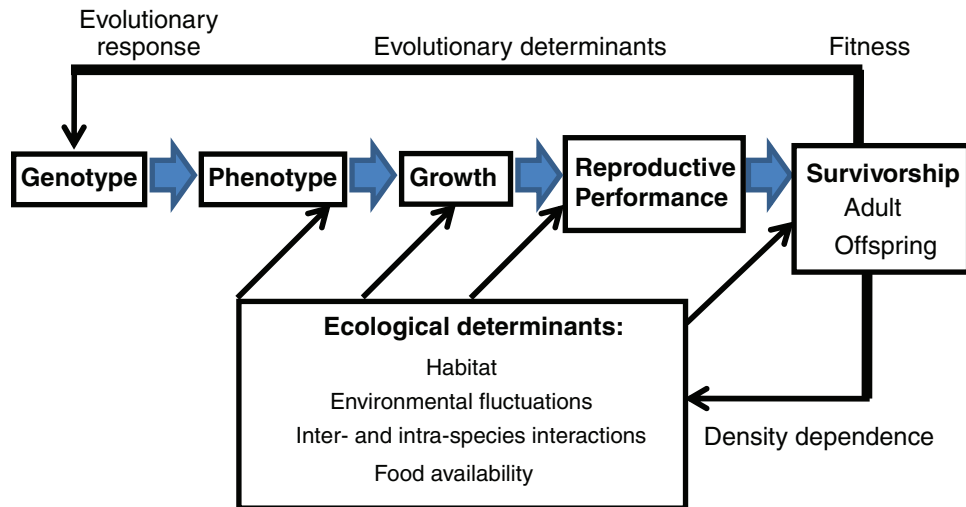 Evolutionary
response
Evolutionary determinants
Fitness
Genotype
Phenotype
Growth
Reproductive
Performance
Survivorship
Adult
Offspring
Ecological determinants:
Habitat
Environmental fluctuations
Inter- and intra-species interactions
Food availability
Density dependence